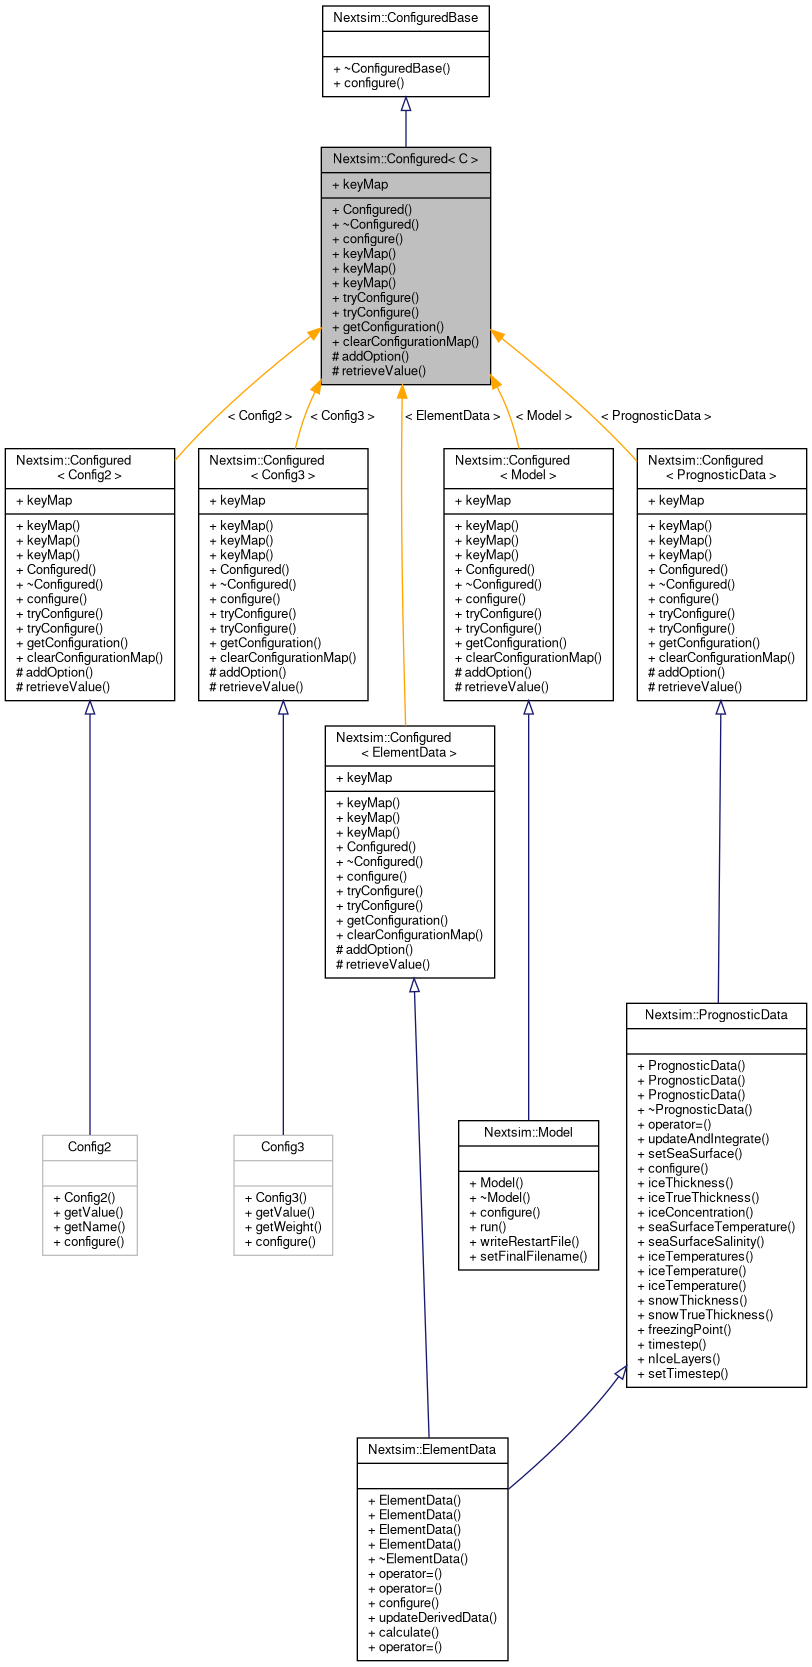 Nextsim::ConfiguredBase
+ ~ConfiguredBase()
+ configure()
Nextsim::Configured< C >
+ keyMap
+ Configured()
+ ~Configured()
+ configure()
+ keyMap()
+ keyMap()
+ keyMap()
+ tryConfigure()
+ tryConfigure()
+ getConfiguration()
+ clearConfigurationMap()
# addOption()
# retrieveValue()
< Config2 >
< Config3 >
< ElementData >
< Model >
< PrognosticData >
Nextsim::Configured
< Config2 >
+ keyMap
+ keyMap()
+ keyMap()
+ keyMap()
+ Configured()
+ ~Configured()
+ configure()
+ tryConfigure()
+ tryConfigure()
+ getConfiguration()
+ clearConfigurationMap()
# addOption()
# retrieveValue()
Nextsim::Configured
< Config3 >
+ keyMap
+ keyMap()
+ keyMap()
+ keyMap()
+ Configured()
+ ~Configured()
+ configure()
+ tryConfigure()
+ tryConfigure()
+ getConfiguration()
+ clearConfigurationMap()
# addOption()
# retrieveValue()
Nextsim::Configured
< Model >
+ keyMap
+ keyMap()
+ keyMap()
+ keyMap()
+ Configured()
+ ~Configured()
+ configure()
+ tryConfigure()
+ tryConfigure()
+ getConfiguration()
+ clearConfigurationMap()
# addOption()
# retrieveValue()
Nextsim::Configured
< PrognosticData >
+ keyMap
+ keyMap()
+ keyMap()
+ keyMap()
+ Configured()
+ ~Configured()
+ configure()
+ tryConfigure()
+ tryConfigure()
+ getConfiguration()
+ clearConfigurationMap()
# addOption()
# retrieveValue()
Nextsim::Configured
< ElementData >
+ keyMap
+ keyMap()
+ keyMap()
+ keyMap()
+ Configured()
+ ~Configured()
+ configure()
+ tryConfigure()
+ tryConfigure()
+ getConfiguration()
+ clearConfigurationMap()
# addOption()
# retrieveValue()
Config2
+ Config2()
+ getValue()
+ getName()
+ configure()
Config3
+ Config3()
+ getValue()
+ getWeight()
+ configure()
Nextsim::Model
+ Model()
+ ~Model()
+ configure()
+ run()
+ writeRestartFile()
+ setFinalFilename()
Nextsim::PrognosticData
+ PrognosticData()
+ PrognosticData()
+ PrognosticData()
+ ~PrognosticData()
+ operator=()
+ updateAndIntegrate()
+ setSeaSurface()
+ configure()
+ iceThickness()
+ iceTrueThickness()
+ iceConcentration()
+ seaSurfaceTemperature()
+ seaSurfaceSalinity()
+ iceTemperatures()
+ iceTemperature()
+ iceTemperature()
+ snowThickness()
+ snowTrueThickness()
+ freezingPoint()
+ timestep()
+ nIceLayers()
+ setTimestep()
Nextsim::ElementData
+ ElementData()
+ ElementData()
+ ElementData()
+ ElementData()
+ ~ElementData()
+ operator=()
+ operator=()
+ configure()
+ updateDerivedData()
+ calculate()
+ operator=()